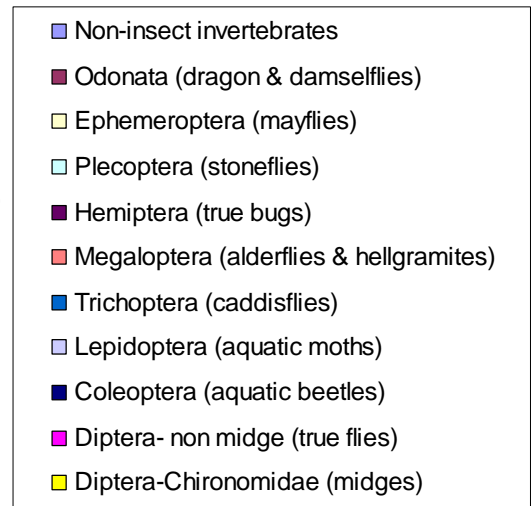 Non-insect invertebrates
Odonata (dragon & damselflies)
Ephemeroptera (mayflies)
Plecoptera (stoneflies)
Hemiptera (true bugs)
Megaloptera (alderflies & hellgramites)
Trichoptera (caddisflies)
Lepidoptera (aquatic moths)
Coleoptera (aquatic beetles)
Diptera- non midge (true flies)
Diptera-Chironomidae (midges)